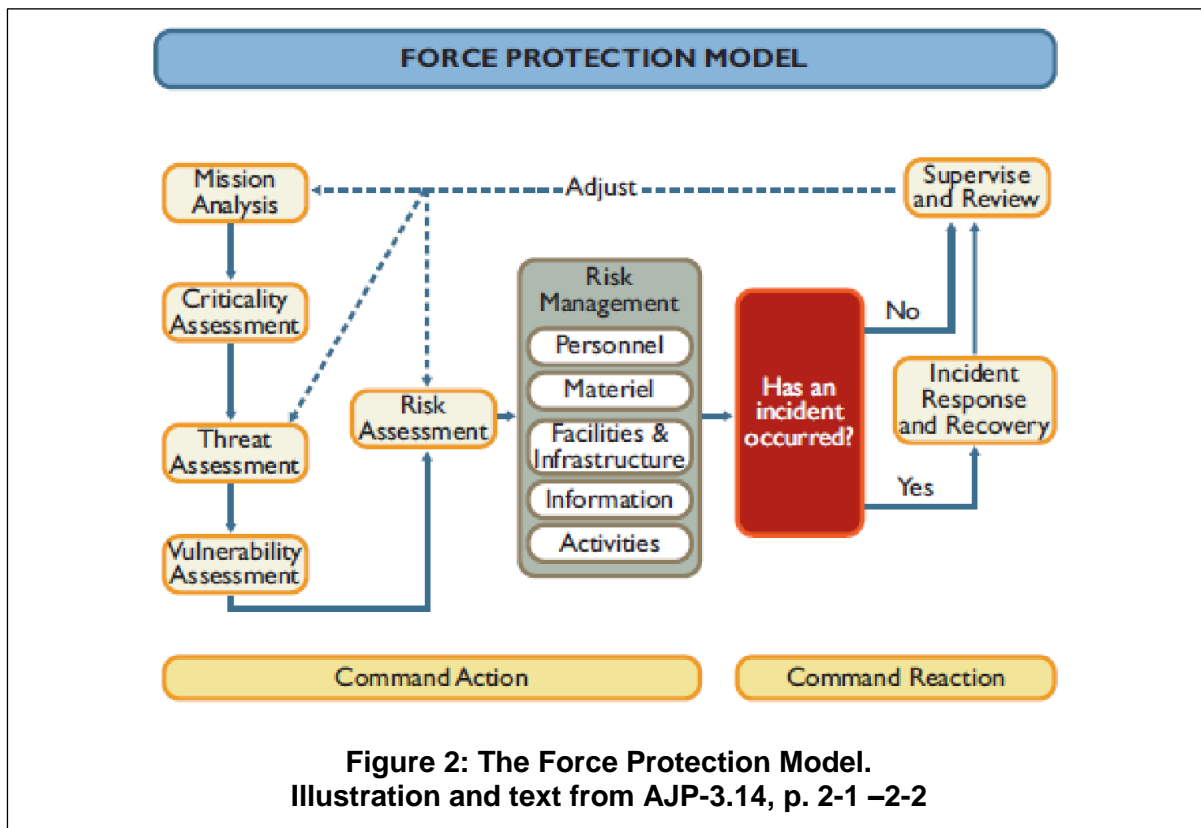 FORCE PROTECTION MODEL
Mission
Analysis
Adjust
Supervise
and Review
Criticality
Assessment
Threat
Assessment
Vulnerability
Assessment
Risk
Assessment
Risk
Management
Personnel
Materiel
Facilities &
Infrastructure
Information
Activities
Has an
incident
occurred?
No
Incident
Response
and Recovery
Yes
Command Action
Command Reaction
Figure 2: The Force Protection Model.
Illustration and text from AJP-3.14, p. 2-1 –2-2